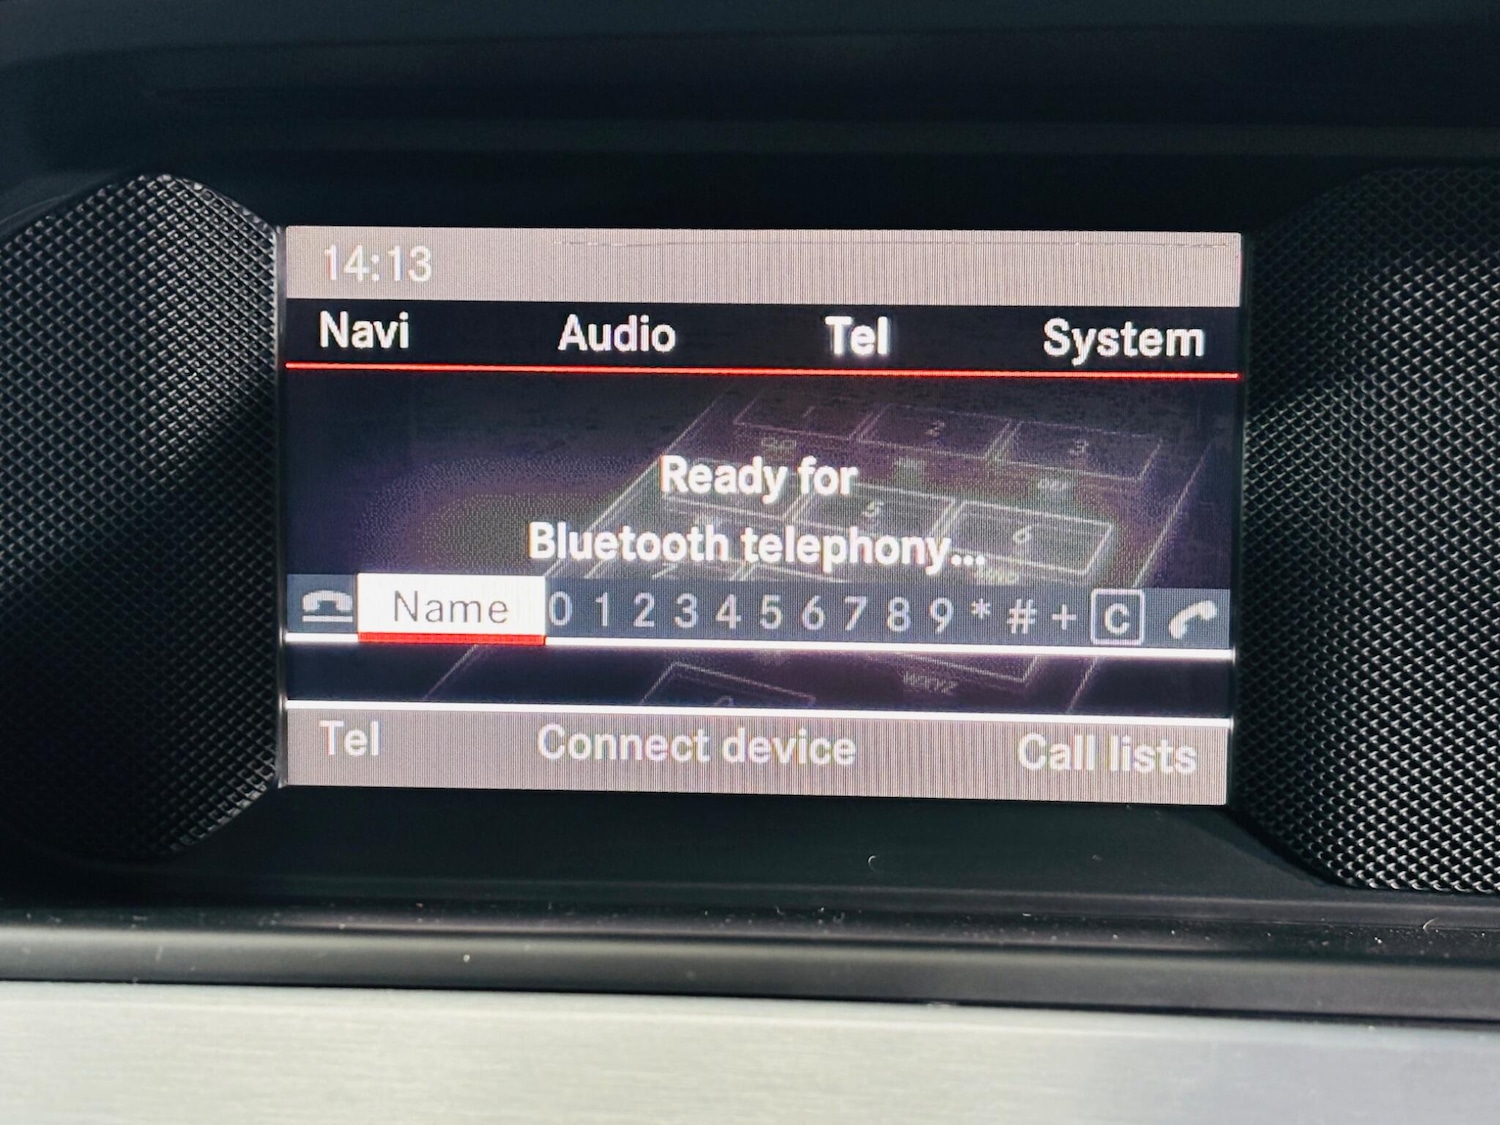 14:13
Navi Audio Tel System
Ready for
Bluetooth telephony...
Name 0 1 2 3 4 5 6 7 8 9 * # + C
Tel Connect device Call lists